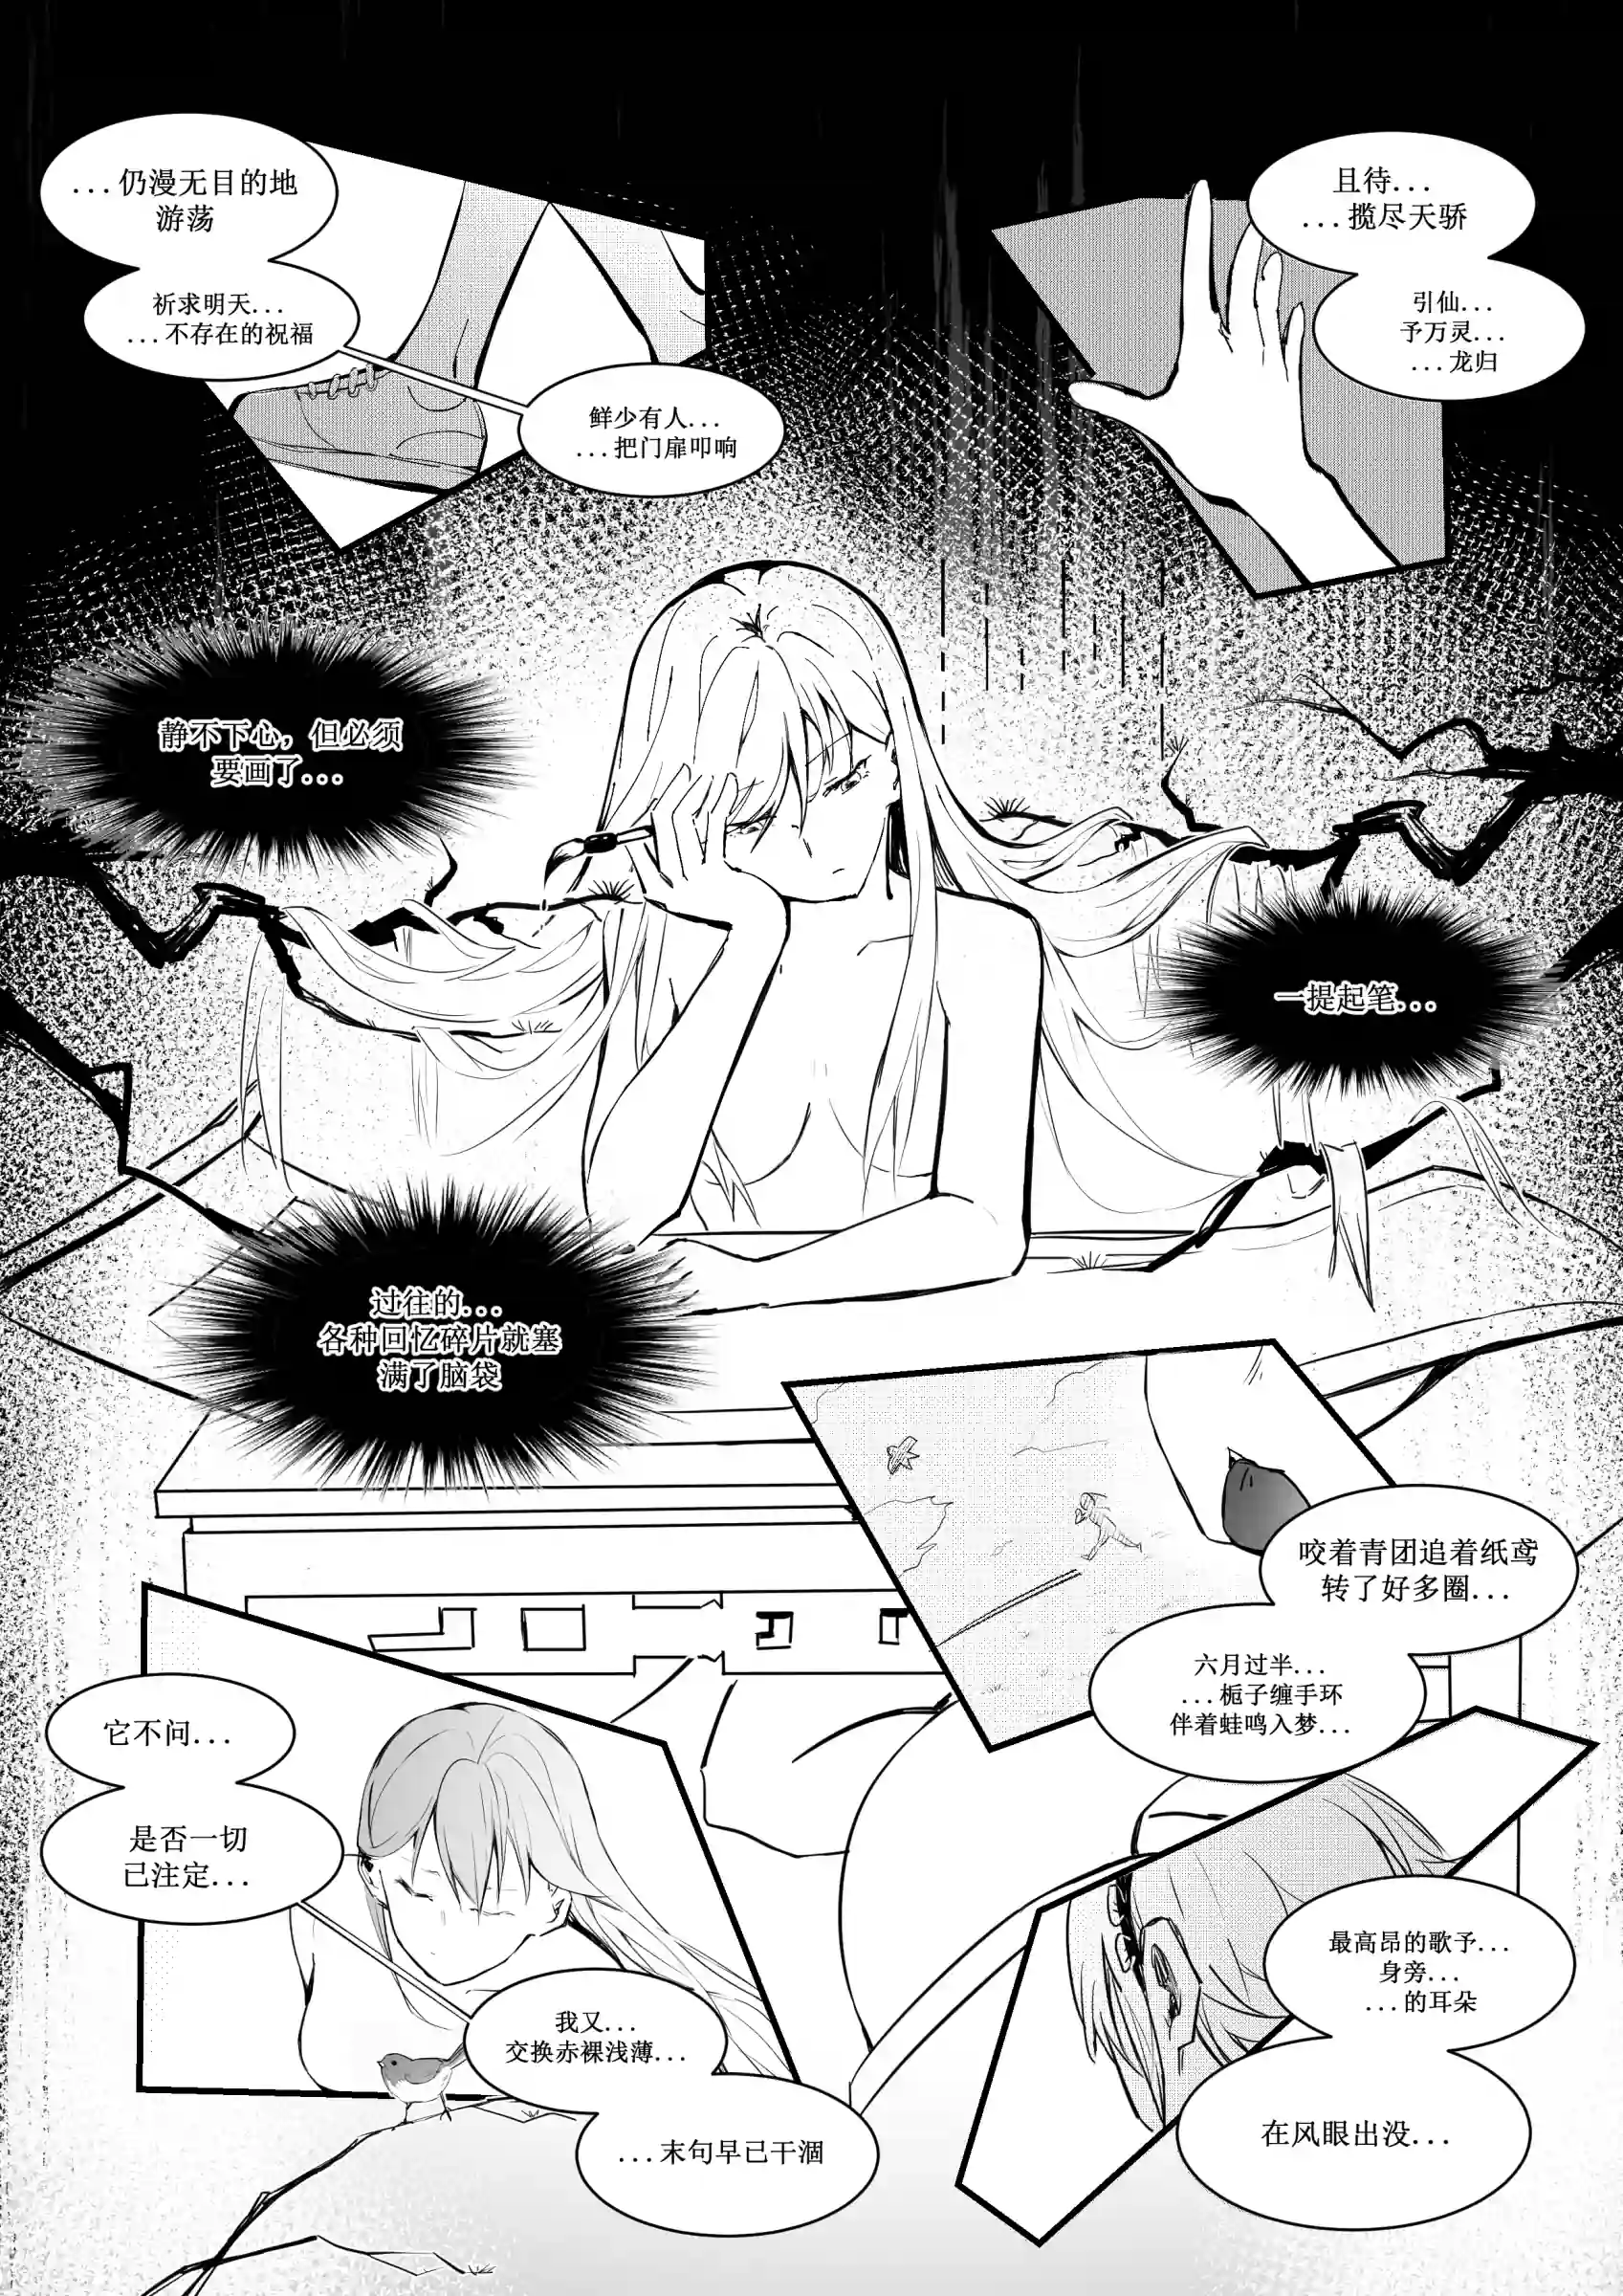 ...仍漫无目的地
游荡
祈求明天...
...不存在的祝福
鲜少有人...
...把门扉叩响
且待...
...揽尽天骄
引仙...
予万灵...
...龙归
静不下心，但必须
要画了...
一提起笔...
过往的...
各种回忆碎片就塞
满了脑袋
咬着青团追着纸鸢
转了好多圈...
六月过半...
...栀子缠手环
伴着蛙鸣入梦...
它不问...
是否一切
已注定...
我又...
交换赤裸浅薄...
...末句早已干涸
最高昂的歌予...
身旁...
...的耳朵
在风眼出没...